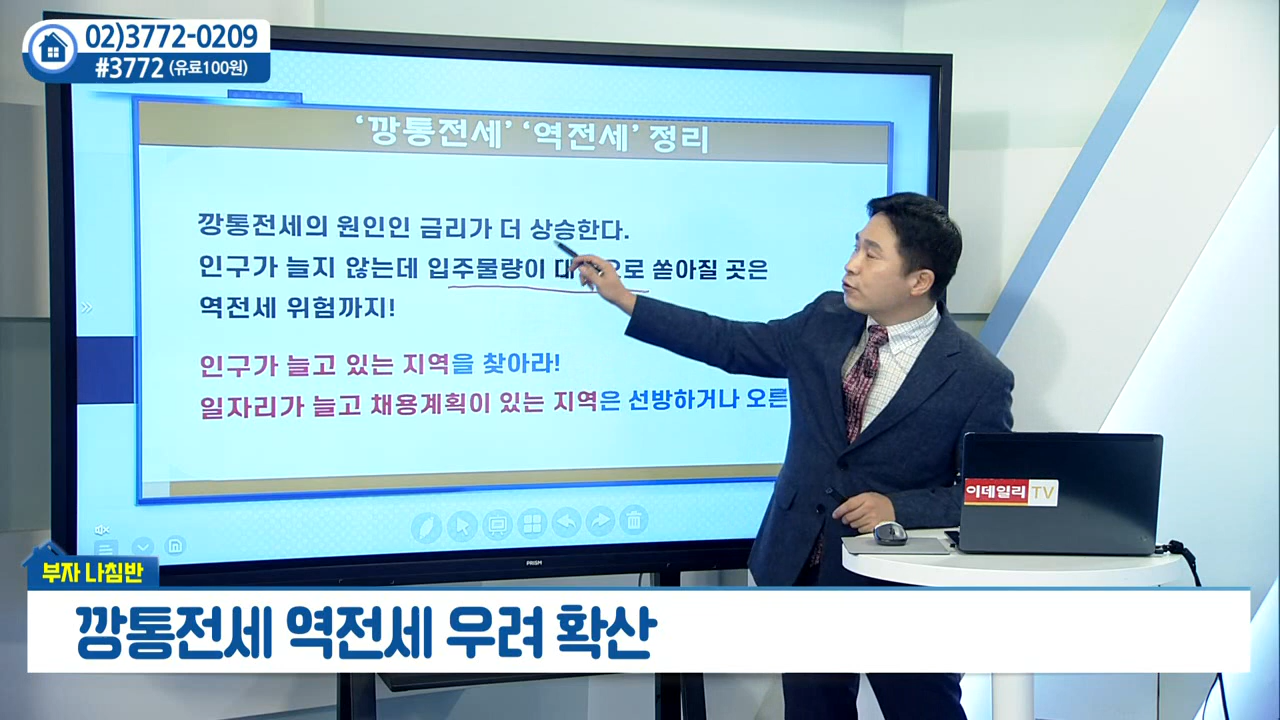 02)3772-0209
#3772 (유료100원)
‘깡통전세’ ‘역전세’ 정리
깡통전세의 원인인 금리가 더 상승한다.
인구가 늘지 않는데 입주물량이 으로 쏟아질 곳은
역전세 위험까지!
인구가 늘고 있는 지역을 찾아라!
일자리가 늘고 채용계획이 있는 지역은 선방하거나 오른
PRISM
이데일리 TV
부자 나침반
깡통전세 역전세 우려 확산